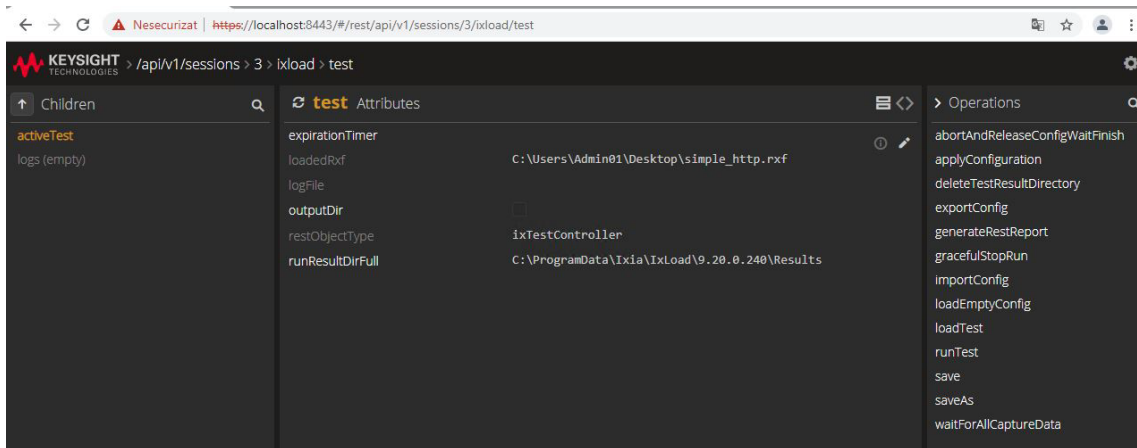 Nesecurizat | https://localhost:8443/#/rest/api/v1/sessions/3/ixload/test
KEYSIGHT TECHNOLOGIES > /api/v1/sessions > 3 > ixload > test
Children
activeTest
logs (empty)
test Attributes
expirationTimer
loadedRxf C:\Users\Admin01\Desktop\simple_http.rxf
logFile
outputDir
restObjectType ixTestController
runResultDirFull C:\ProgramData\Ixia\IxLoad\9.20.0.240\Results
> Operations
abortAndReleaseConfigWaitFinish
applyConfiguration
deleteTestResultDirectory
exportConfig
generateRestReport
gracefulStopRun
importConfig
loadEmptyConfig
loadTest
runTest
save
saveAs
waitForAllCaptureData